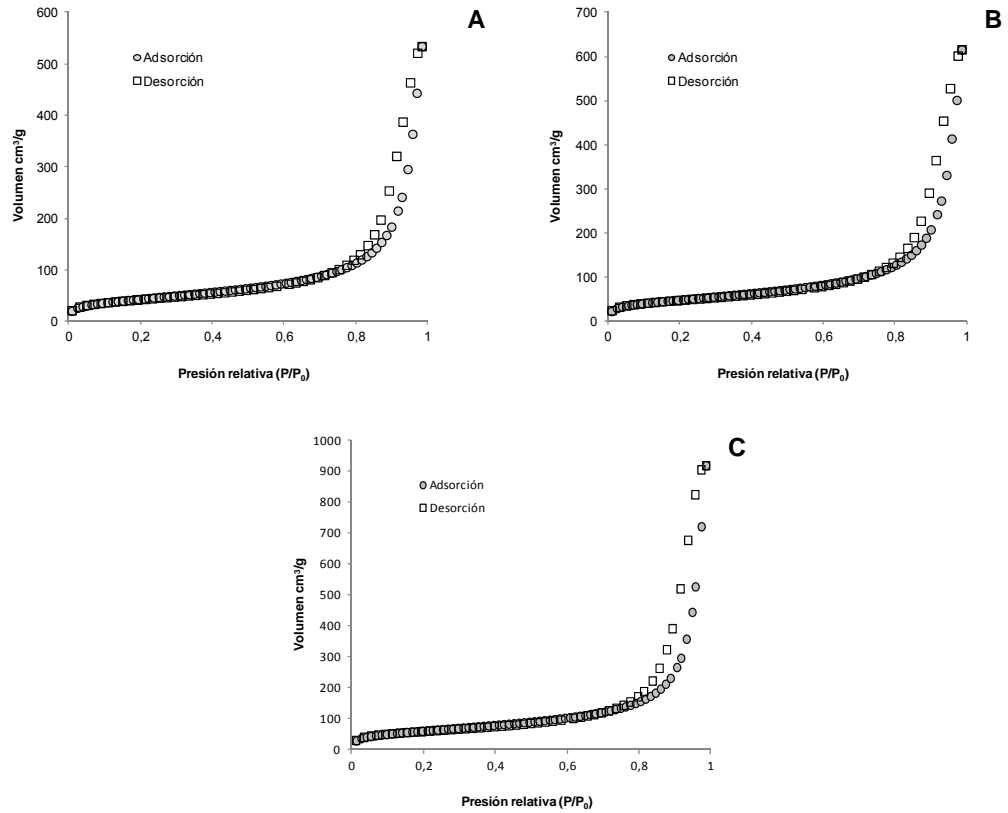 A
600
500
400
300
200
100
0
Volumen cm³/g
Adsorción
Desorción
0 0,2 0,4 0,6 0,8 1
Presión relativa (P/P₀)
B
700
600
500
400
300
200
100
0
Volumen cm³/g
Adsorción
Desorción
0 0,2 0,4 0,6 0,8 1
Presión relativa (P/P₀)
C
1000
900
800
700
600
500
400
300
200
100
0
Volumen cm³/g
Adsorción
Desorción
0 0,2 0,4 0,6 0,8 1
Presión relativa (P/P₀)